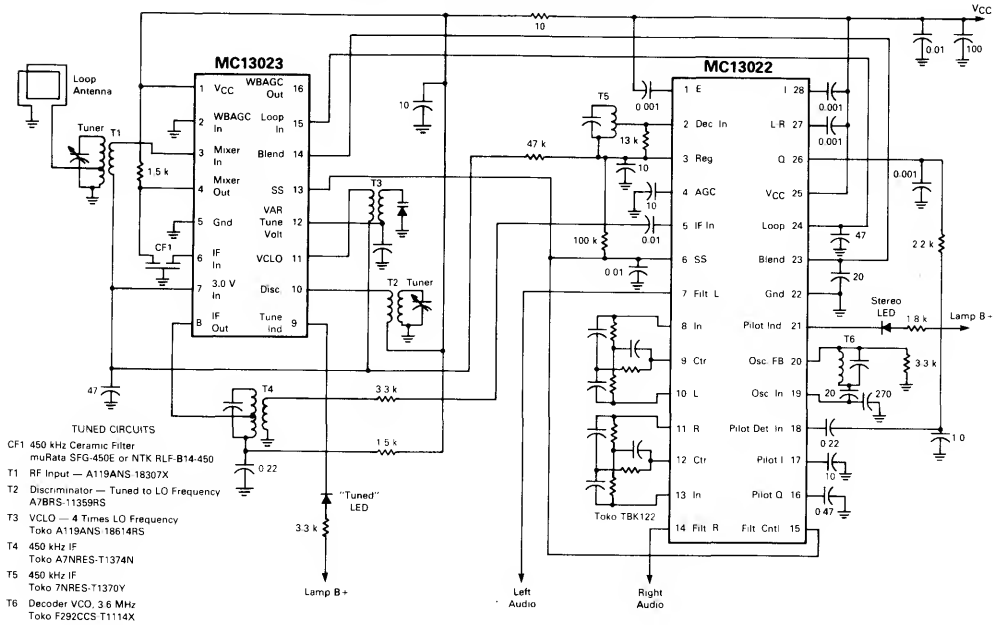 VCC
10
0 01
100
MC13023
MC13022
Loop
Antenna
Tuner
T1
1.5 k
CF1
47
1 VCC
WBAGC
Out 16
2 WBAGC
In
Loop
In 15
3 Mixer
In
Blend 14
4 Mixer
Out
SS 13
VAR
Tune
Volt 12
5 Gnd
VCLO 11
6 IF
In
Disc. 10
7 3.0 V
In
8 IF
Out
Tune
Ind 9
10
T3
T2 Tuner
T4
3.3 k
1 5 k
0 22
"Tuned"
LED
3.3 k
Lamp B+
47 k
T5
13 k
10
10
0 01
100 k
0 01
0 001
1 E
2 Dec In
3 Reg
4 AGC
5 IF In
6 SS
7 Filt L
8 In
9 Ctr
10 L
11 R
12 Ctr
13 In
14 Filt R
I 28
L-R 27
Q 26
VCC 25
Loop 24
Blend 23
Gnd 22
Pilot Ind 21
Osc. FB 20
Osc In 19
Pilot Det In 18
Pilot I 17
Pilot Q 16
Filt Cntl 15
0 001
0 001
0.001
47
2.2 k
20
Stereo
LED
1 8 k
Lamp B+
T6
3.3 k
20
270
0 22
1 0
10
0 47
Toko TBK122
Left
Audio
Right
Audio
TUNED CIRCUITS
CF1 450 kHz Ceramic Filter
muRata SFG-450E or NTK RLF-B14-450
T1 RF Input — A119ANS-18307X
T2 Discriminator — Tuned to LO Frequency
A7BRS-11359RS
T3 VCLO — 4 Times LO Frequency
Toko A119ANS-18614RS
T4 450 kHz IF
Toko A7NRES-T1374N
T5 450 kHz IF
Toko 7NRES-T1370Y
T6 Decoder VCO, 3.6 MHz
Toko F292CCS-T1114X